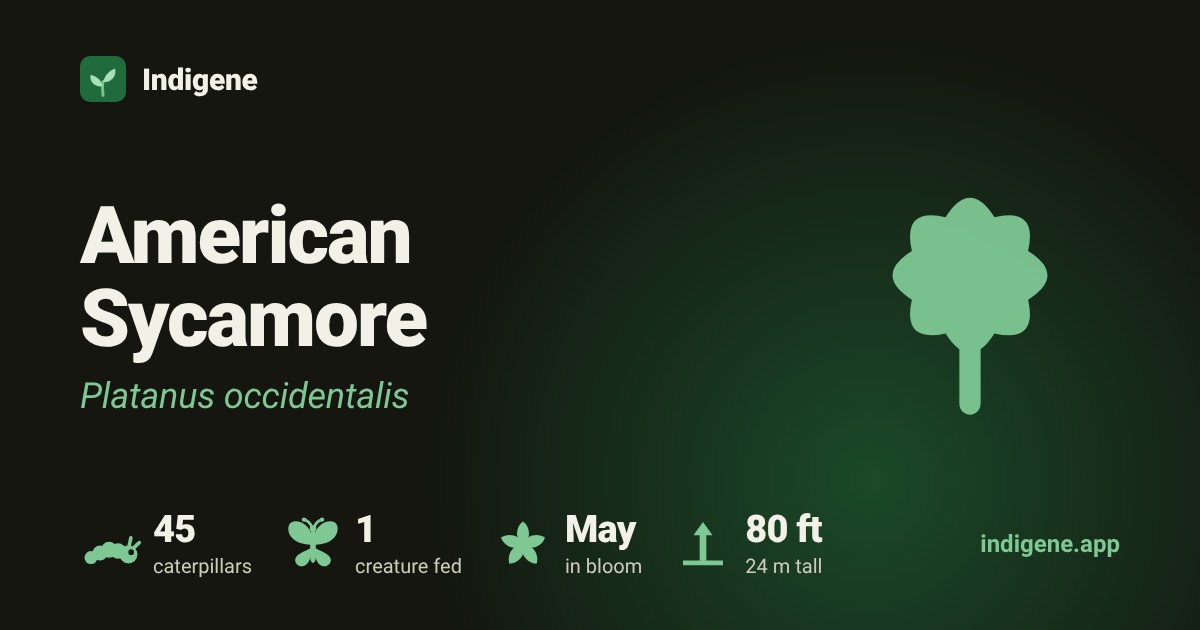 Indigene
American
Sycamore
Platanus occidentalis
45
caterpillars
1
creature fed
May
in bloom
80 ft
24 m tall
indigene.app